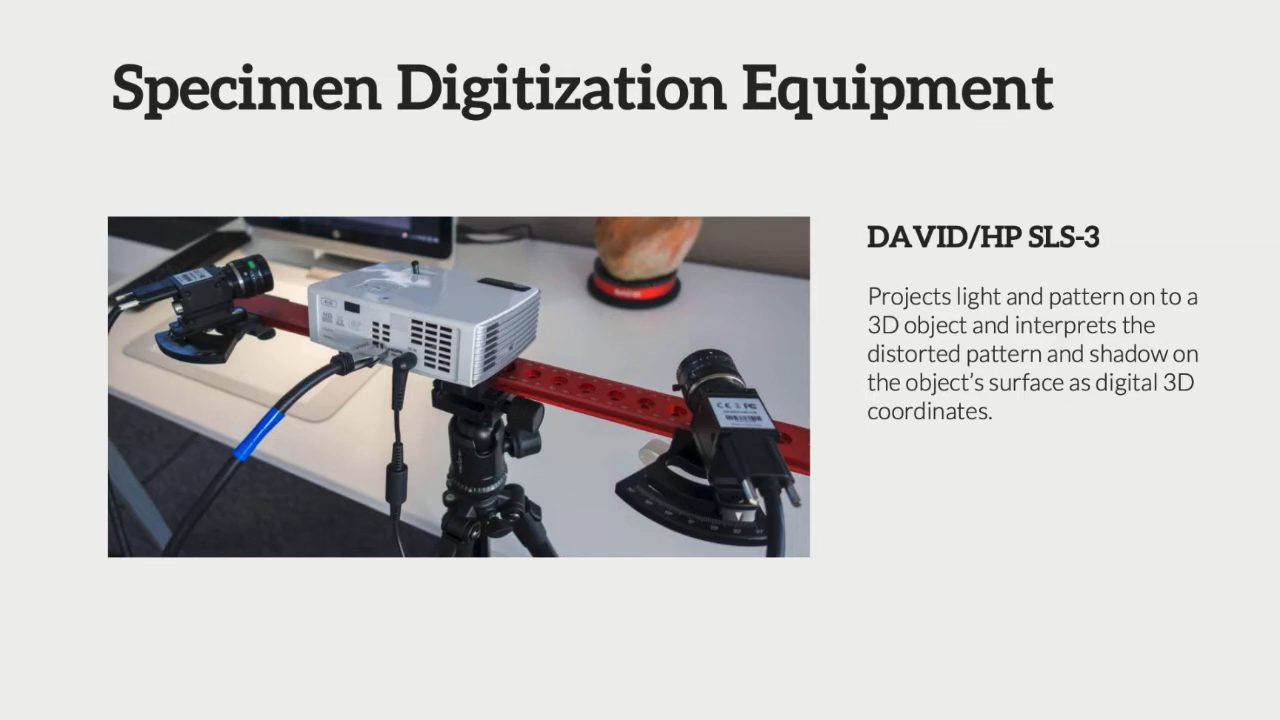 Specimen Digitization Equipment
DAVID/HP SLS-3
Projects light and pattern on to a
3D object and interprets the
distorted pattern and shadow on
the object's surface as digital 3D
coordinates.